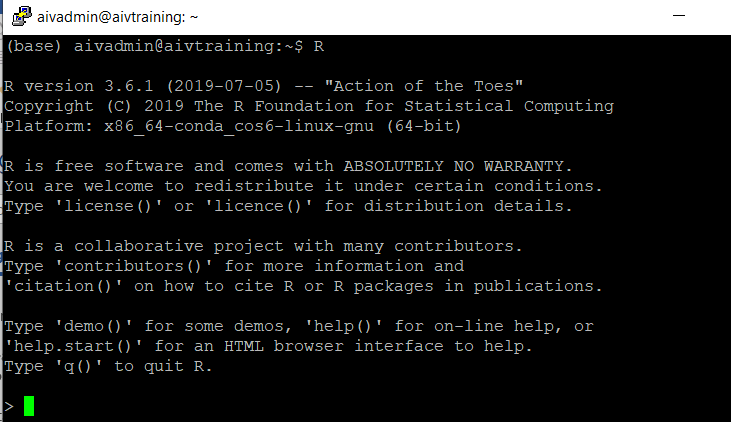 aivadmin@aivtraining: ~
(base) aivadmin@aivtraining:~$ R
R version 3.6.1 (2019-07-05) -- "Action of the Toes"
Copyright (C) 2019 The R Foundation for Statistical Computing
Platform: x86_64-conda_cos6-linux-gnu (64-bit)
R is free software and comes with ABSOLUTELY NO WARRANTY.
You are welcome to redistribute it under certain conditions.
Type 'license()' or 'licence()' for distribution details.
R is a collaborative project with many contributors.
Type 'contributors()' for more information and
'citation()' on how to cite R or R packages in publications.
Type 'demo()' for some demos, 'help()' for on-line help, or
'help.start()' for an HTML browser interface to help.
Type 'q()' to quit R.
>